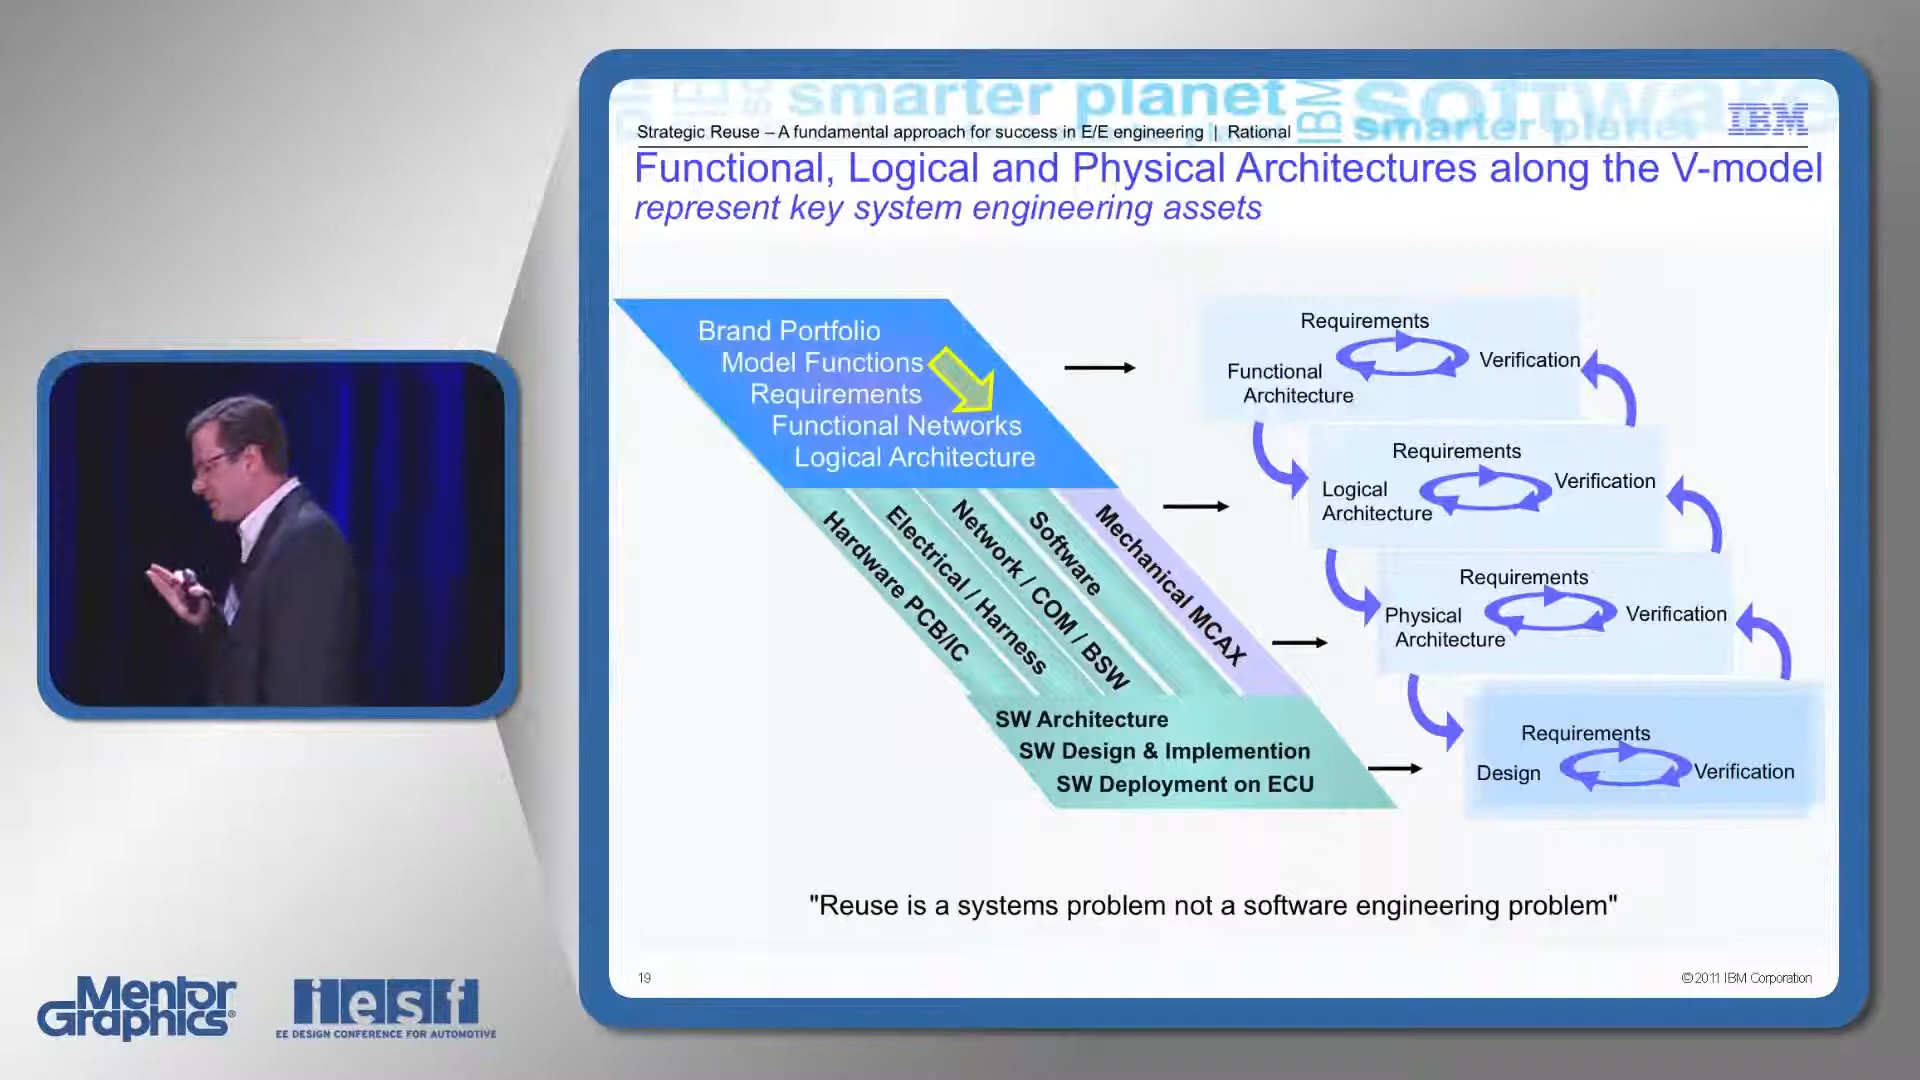 smarter planet
IBM
software
smarter planet
IBM
Strategic Reuse – A fundamental approach for success in E/E engineering | Rational
Functional, Logical and Physical Architectures along the V-model
represent key system engineering assets
Brand Portfolio
Model Functions
Requirements
Functional Networks
Logical Architecture
Hardware PCB/IC
Electrical / Harness
Network / COM / BSW
Software
Mechanical MCAX
SW Architecture
SW Design & Implemention
SW Deployment on ECU
Requirements
Functional
Architecture
Verification
Requirements
Logical
Architecture
Verification
Requirements
Physical
Architecture
Verification
Requirements
Design
Verification
"Reuse is a systems problem not a software engineering problem"
19
© 2011 IBM Corporation
Mentor
Graphics®
iesf
EE DESIGN CONFERENCE FOR AUTOMOTIVE